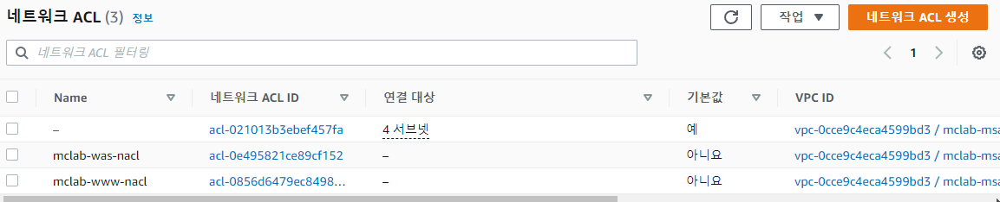 네트워크 ACL (3) 정보
작업
네트워크 ACL 생성
네트워크 ACL 필터링
1
Name 네트워크 ACL ID 연결 대상 기본값 VPC ID
– acl-021013b3ebef457fa 4 서브넷 예 vpc-0cce9c4eca4599bd3 / mclab-msa
mclab-was-nacl acl-0e495821ce89cf152 – 아니요 vpc-0cce9c4eca4599bd3 / mclab-msa
mclab-www-nacl acl-0856d6479ec8498... – 아니요 vpc-0cce9c4eca4599bd3 / mclab-msa